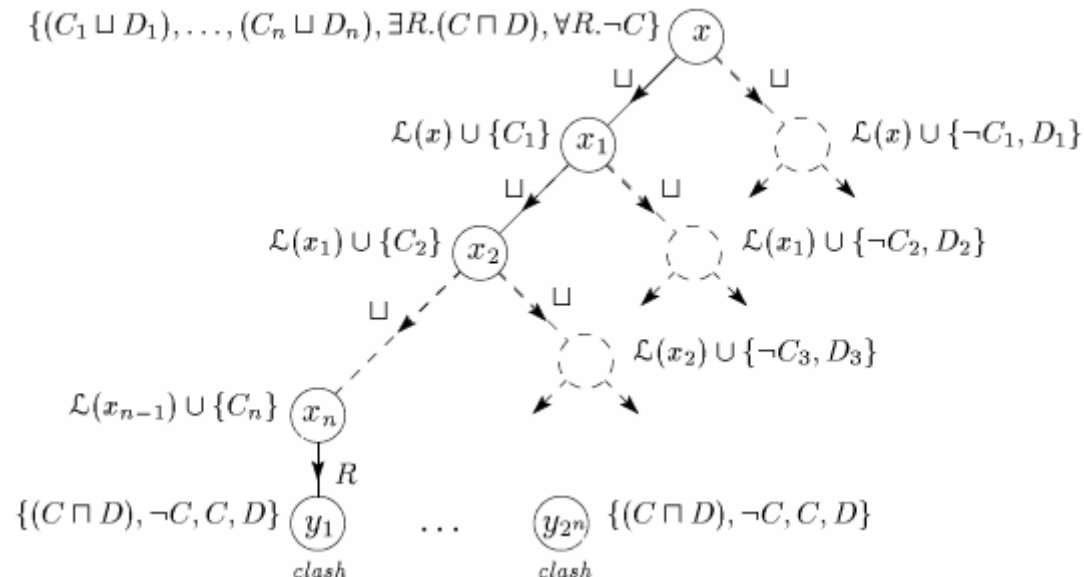 {(C₁ ⊔ D₁), …, (Cₙ ⊔ Dₙ), ∃R.(C ⊓ D), ∀R.¬C} x
⊔ ⊔
ℒ(x) ∪ {C₁} x₁ ℒ(x) ∪ {¬C₁, D₁}
⊔ ⊔
ℒ(x₁) ∪ {C₂} x₂ ℒ(x₁) ∪ {¬C₂, D₂}
⊔ ⊔
ℒ(x₂) ∪ {¬C₃, D₃}
ℒ(xₙ₋₁) ∪ {Cₙ} xₙ
R
{(C ⊓ D), ¬C, C, D} y₁ … y₂ⁿ {(C ⊓ D), ¬C, C, D}
clash clash